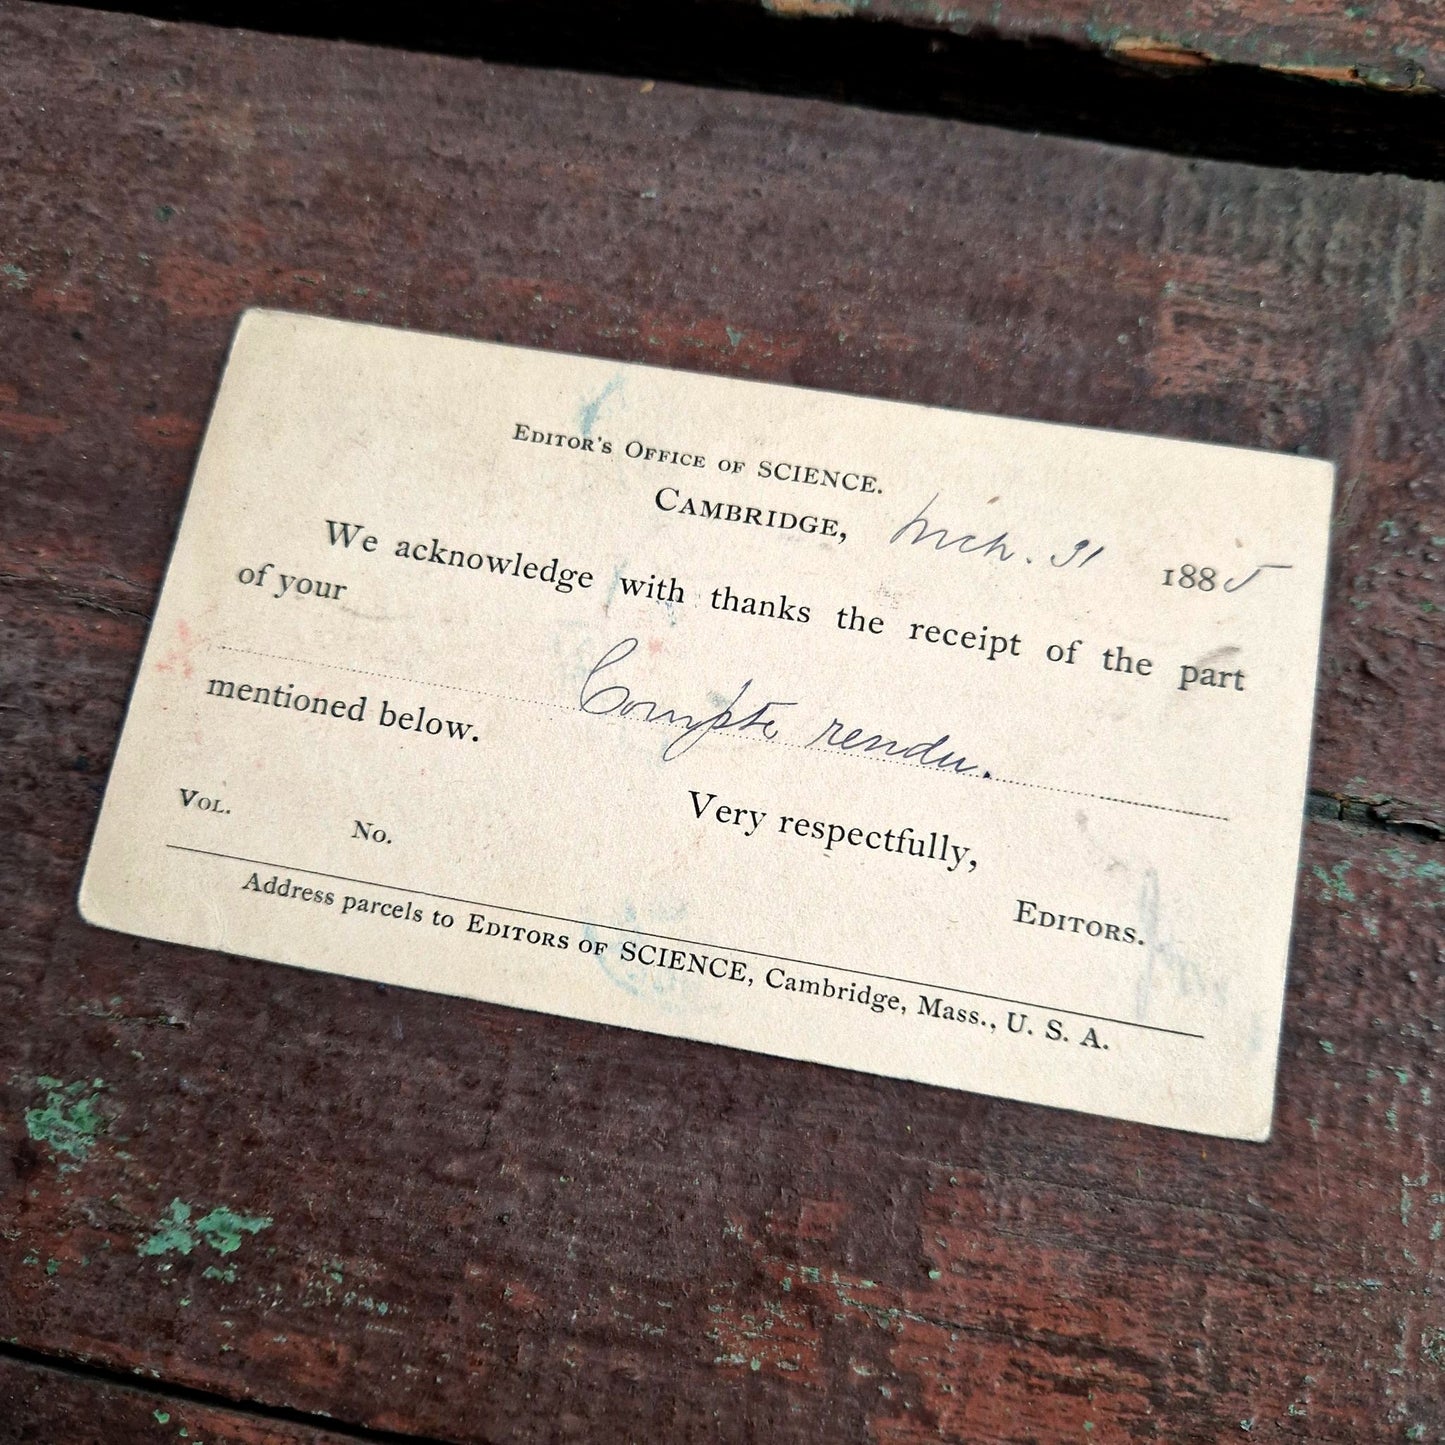 EDITOR'S OFFICE OF SCIENCE.
CAMBRIDGE, Mch. 31 1885
We acknowledge with thanks the receipt of the part
of your
Compte rendu.
mentioned below.
Very respectfully,
VOL. No.
EDITORS.
Address parcels to EDITORS OF SCIENCE, Cambridge, Mass., U. S. A.